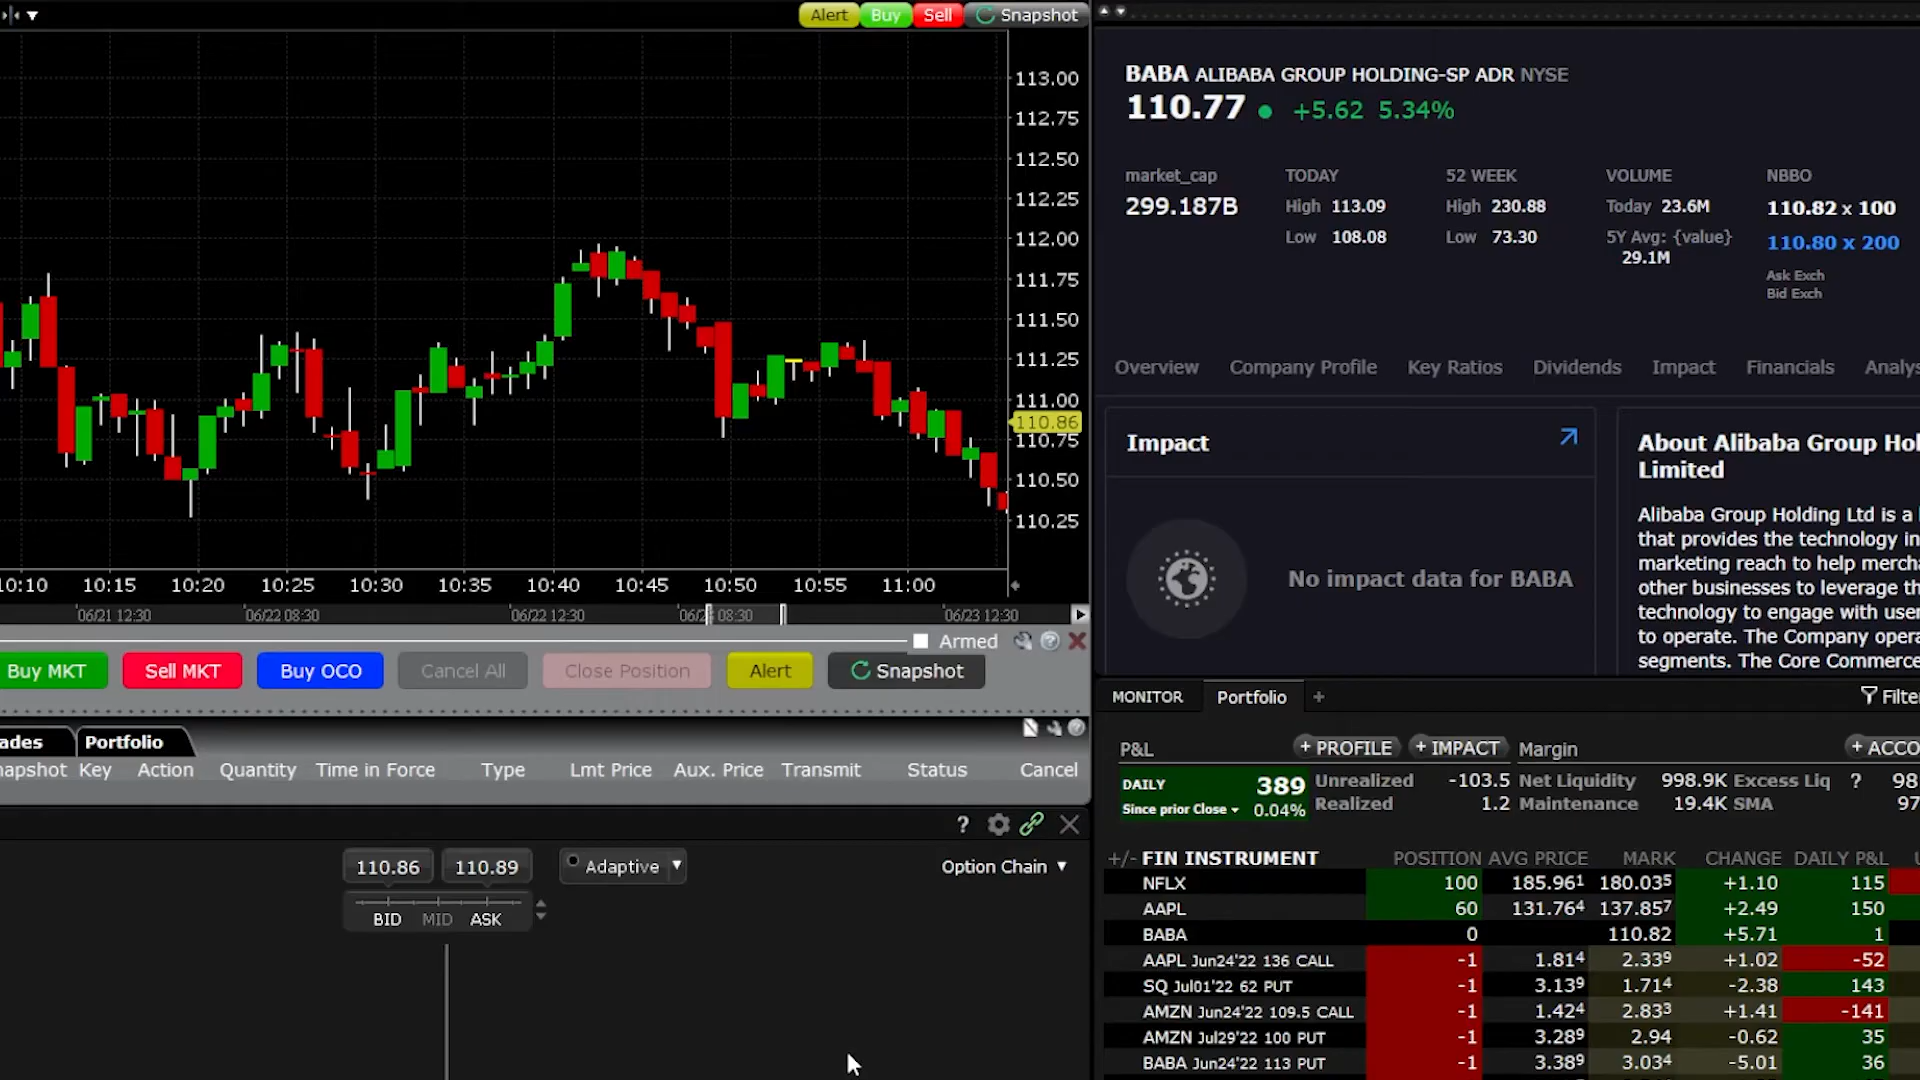 Alert Buy Sell Snapshot
113.00
112.75
112.50
112.25
112.00
111.75
111.50
111.25
111.00
110.86
110.75
110.50
110.25
0:10 10:15 10:20 10:25 10:30 10:35 10:40 10:45 10:50 10:55 11:00
06/21 12:30 06/22 08:30 06/22 12:30 06/2 08:30 06/23 12:30
Armed
Buy MKT Sell MKT Buy OCO Cancel All Close Position Alert Snapshot
ades Portfolio
napshot Key Action Quantity Time in Force Type Lmt Price Aux. Price Transmit Status Cancel
?
110.86 110.89 Adaptive Option Chain
BID MID ASK
BABA ALIBABA GROUP HOLDING-SP ADR NYSE
110.77 +5.62 5.34%
market_cap TODAY 52 WEEK VOLUME NBBO
299.187B High 113.09 High 230.88 Today 23.6M 110.82 x 100
Low 108.08 Low 73.30 5Y Avg: {value} 110.80 x 200
29.1M
Ask Exch
Bid Exch
Overview Company Profile Key Ratios Dividends Impact Financials Analys
Impact
No impact data for BABA
About Alibaba Group Hol
Limited
Alibaba Group Holding Ltd is a
that provides the technology in
marketing reach to help mercha
other businesses to leverage th
technology to engage with user
to operate. The Company opera
segments. The Core Commerce
MONITOR Portfolio + Filter
P&L + PROFILE + IMPACT Margin + ACCO
DAILY 389 Unrealized -103.5 Net Liquidity 998.9K Excess Liq ? 98
Since prior Close 0.04% Realized 1.2 Maintenance 19.4K SMA 97
+/- FIN INSTRUMENT POSITION AVG PRICE MARK CHANGE DAILY P&L
NFLX 100 185.961 180.035 +1.10 115
AAPL 60 131.764 137.857 +2.49 150
BABA 0 110.82 +5.71 1
AAPL Jun24'22 136 CALL -1 1.814 2.339 +1.02 -52
SQ Jul01'22 62 PUT -1 3.139 1.714 -2.38 143
AMZN Jun24'22 109.5 CALL -1 1.424 2.833 +1.41 -141
AMZN Jul29'22 100 PUT -1 3.289 2.94 -0.62 35
BABA Jun24'22 113 PUT -1 3.389 3.034 -5.01 36